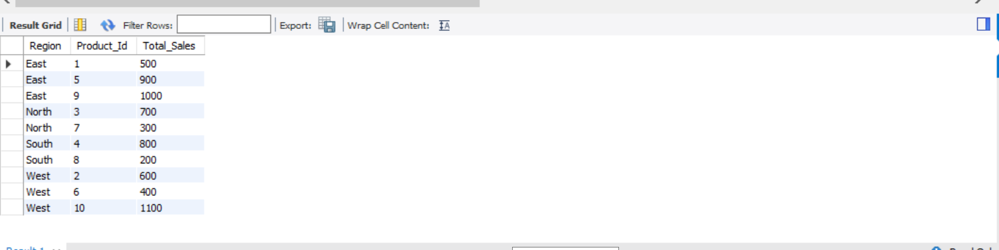 Result Grid Filter Rows: Export: Wrap Cell Content: IA
Region Product_Id Total_Sales
East 1 500
East 5 900
East 9 1000
North 3 700
North 7 300
South 4 800
South 8 200
West 2 600
West 6 400
West 10 1100